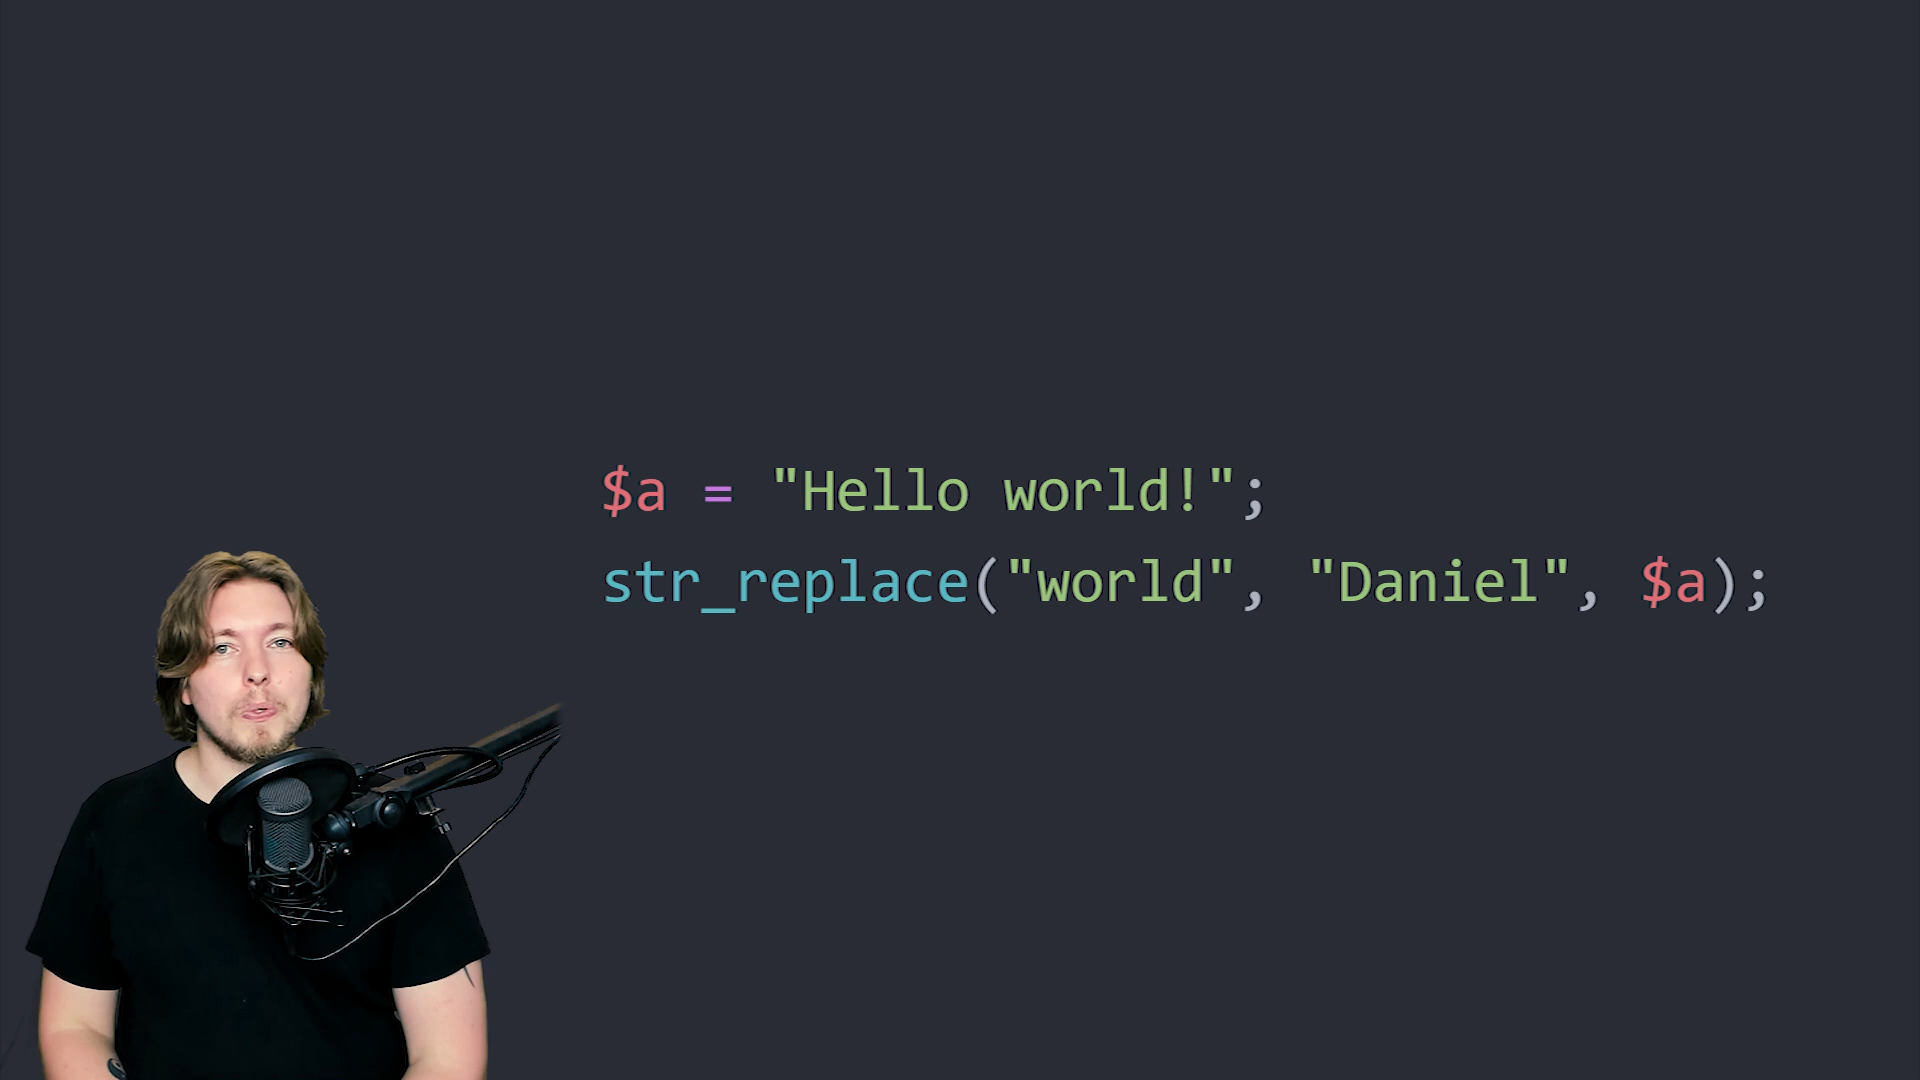 $a = "Hello world!";
str_replace("world", "Daniel", $a);